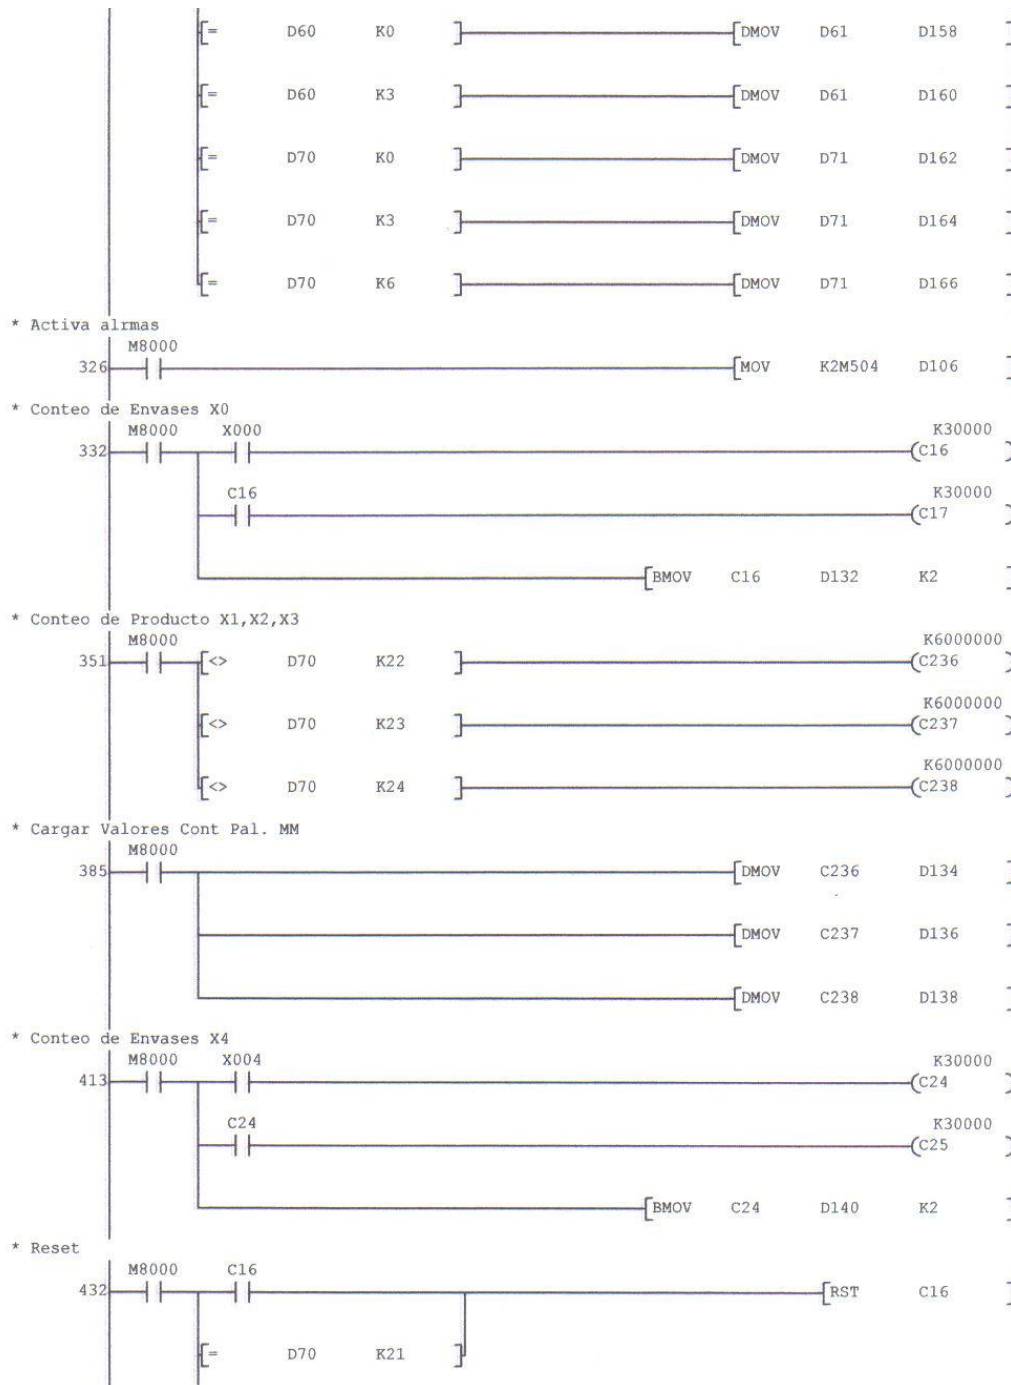 = D60 K0 DMOV D61 D158
= D60 K3 DMOV D61 D160
= D70 K0 DMOV D71 D162
= D70 K3 DMOV D71 D164
= D70 K6 DMOV D71 D166
* Activa alrmas
M8000
326 MOV K2M504 D106
* Conteo de Envases X0
M8000 X000 K30000
332 C16
C16 K30000
C17
BMOV C16 D132 K2
* Conteo de Producto X1,X2,X3
M8000 K6000000
351 <> D70 K22 C236
K6000000
<> D70 K23 C237
K6000000
<> D70 K24 C238
* Cargar Valores Cont Pal. MM
M8000
385 DMOV C236 D134
DMOV C237 D136
DMOV C238 D138
* Conteo de Envases X4
M8000 X004 K30000
413 C24
C24 K30000
C25
BMOV C24 D140 K2
* Reset
M8000 C16
432 RST C16
= D70 K21